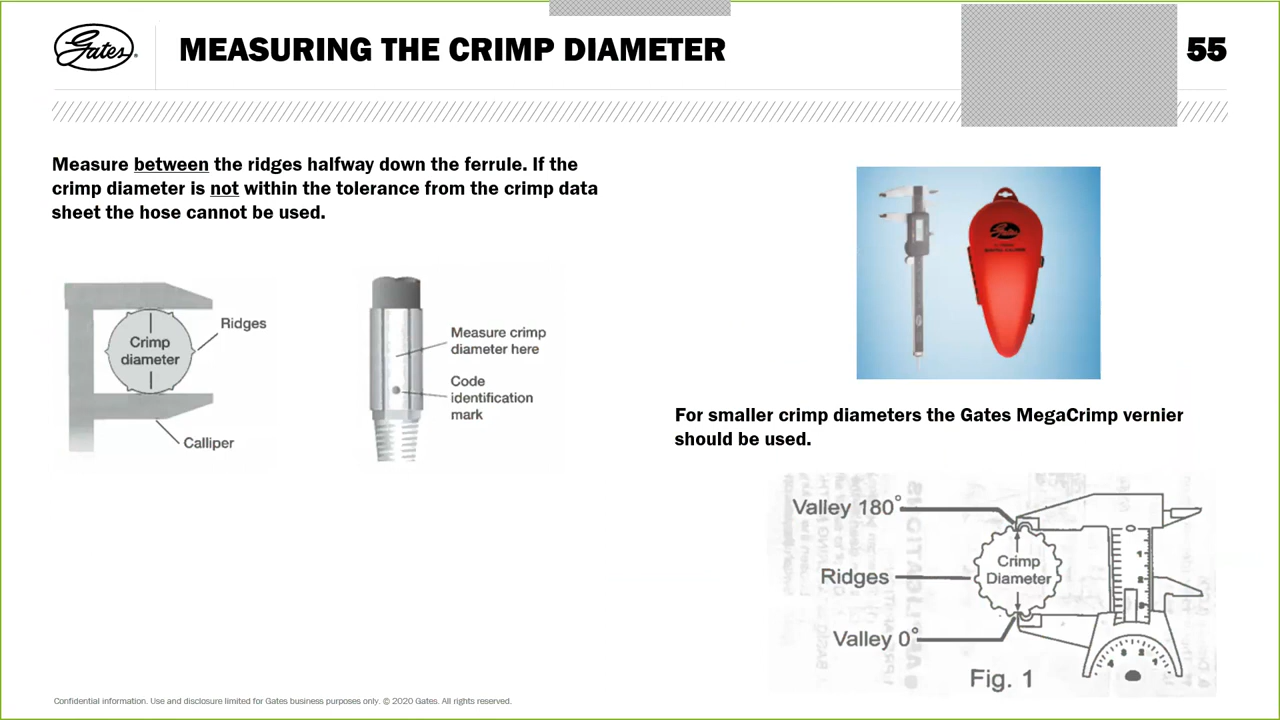 Gates
MEASURING THE CRIMP DIAMETER
55
Measure between the ridges halfway down the ferrule. If the
crimp diameter is not within the tolerance from the crimp data
sheet the hose cannot be used.
Crimp
diameter
Ridges
Calliper
Measure crimp
diameter here
Code
identification
mark
Gates
For smaller crimp diameters the Gates MegaCrimp vernier
should be used.
Valley 180°
Ridges
Valley 0°
Crimp
Diameter
Fig. 1
Confidential information. Use and disclosure limited for Gates business purposes only. © 2020 Gates. All rights reserved.